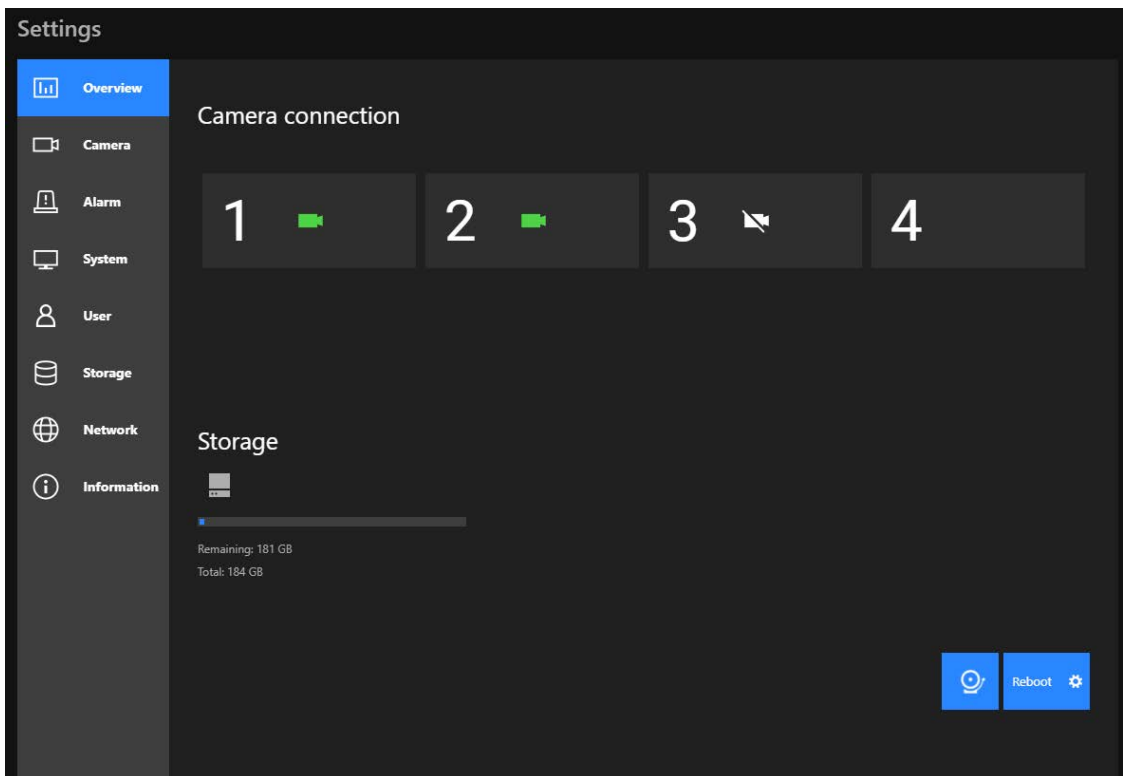 Settings
Overview
Camera
Alarm
System
User
Storage
Network
Information
Camera connection
1 2 3 4
Storage
Remaining: 181 GB
Total: 184 GB
Reboot